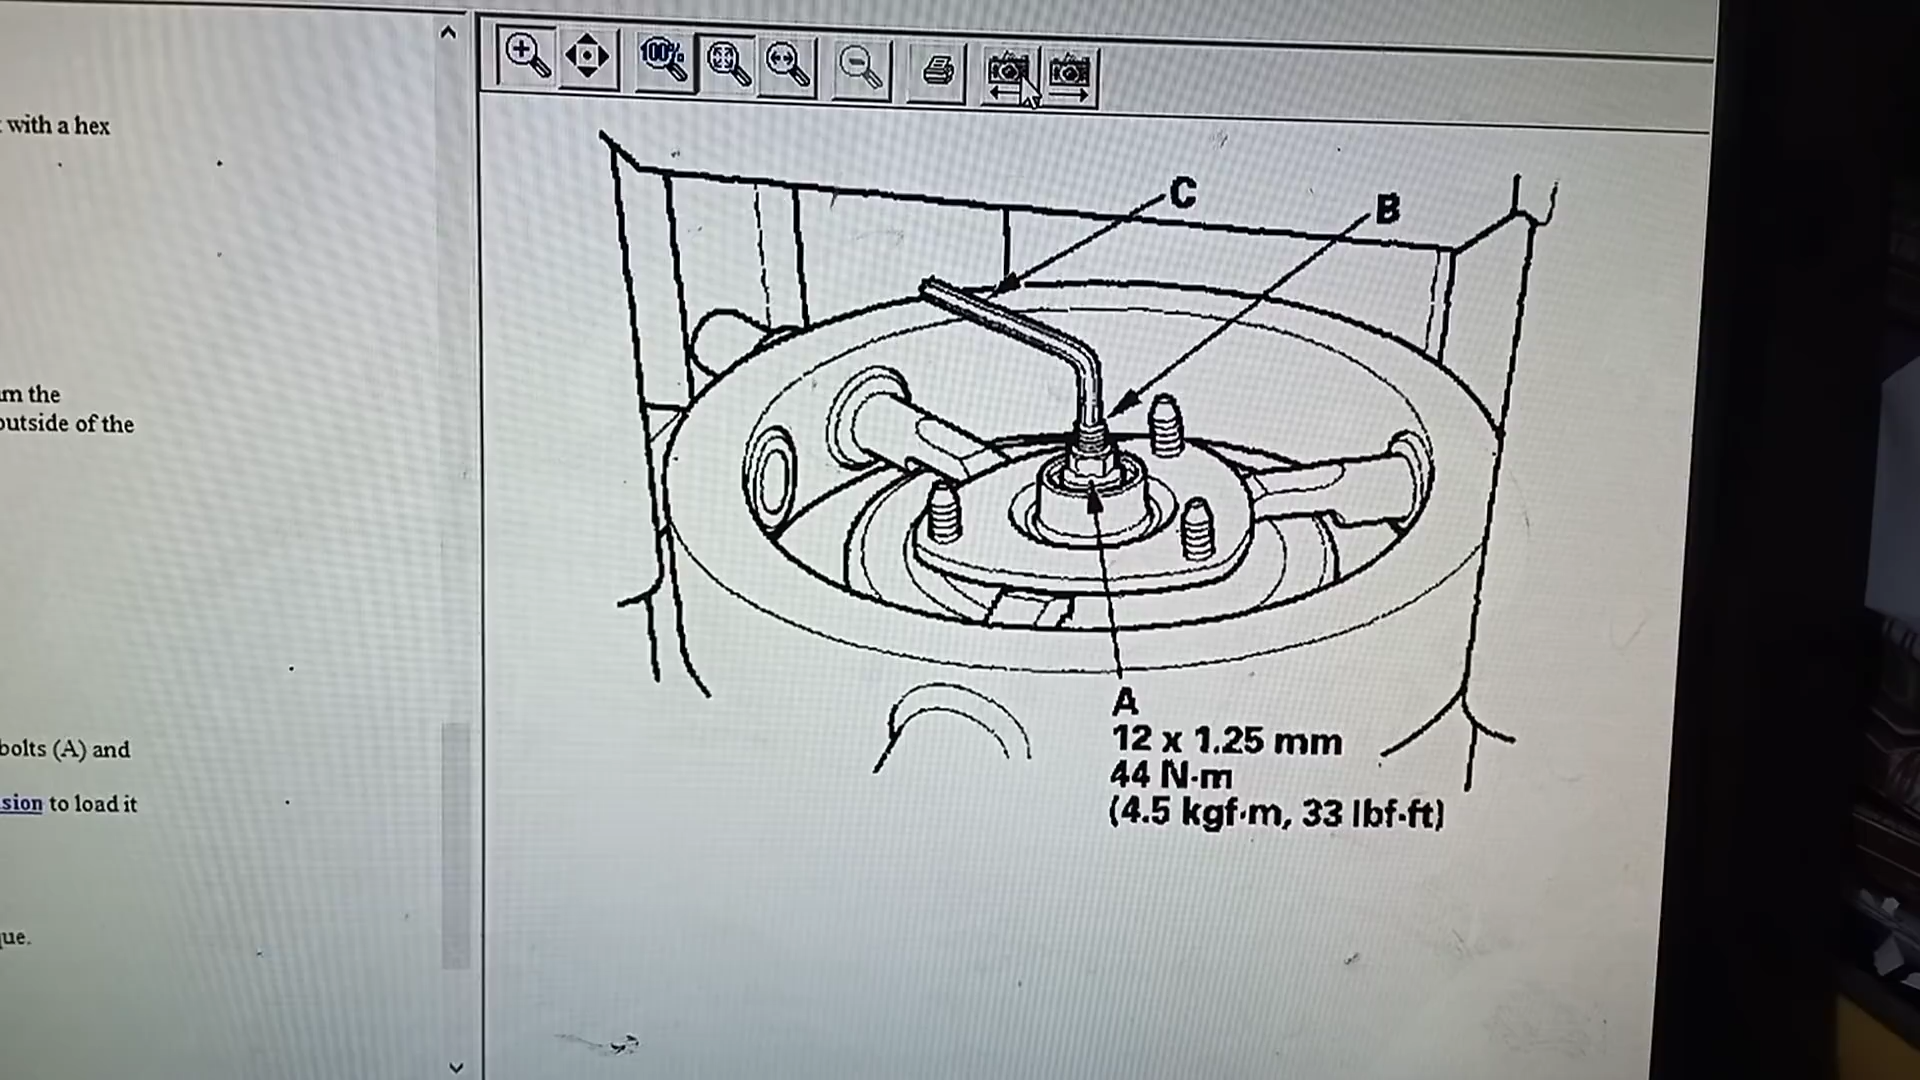 with a hex
the
outside of the
bolts (A) and
sion to load it
100%
C
B
A
12 x 1.25 mm
44 N·m
(4.5 kgf·m, 33 lbf·ft)